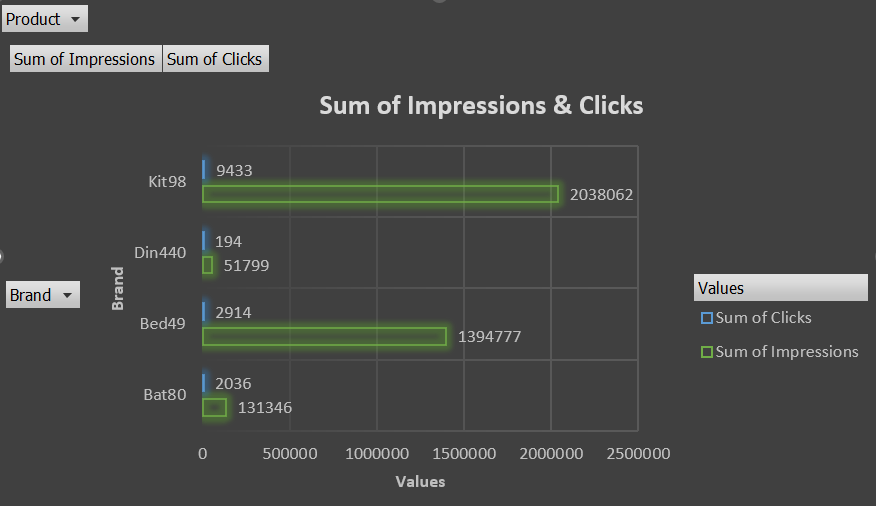 Product
Sum of Impressions Sum of Clicks
Sum of Impressions & Clicks
Kit98
9433
2038062
Din440
194
51799
Brand
Brand
Bed49
2914
1394777
Bat80
2036
131346
0 500000 1000000 1500000 2000000 2500000
Values
Values
Sum of Clicks
Sum of Impressions